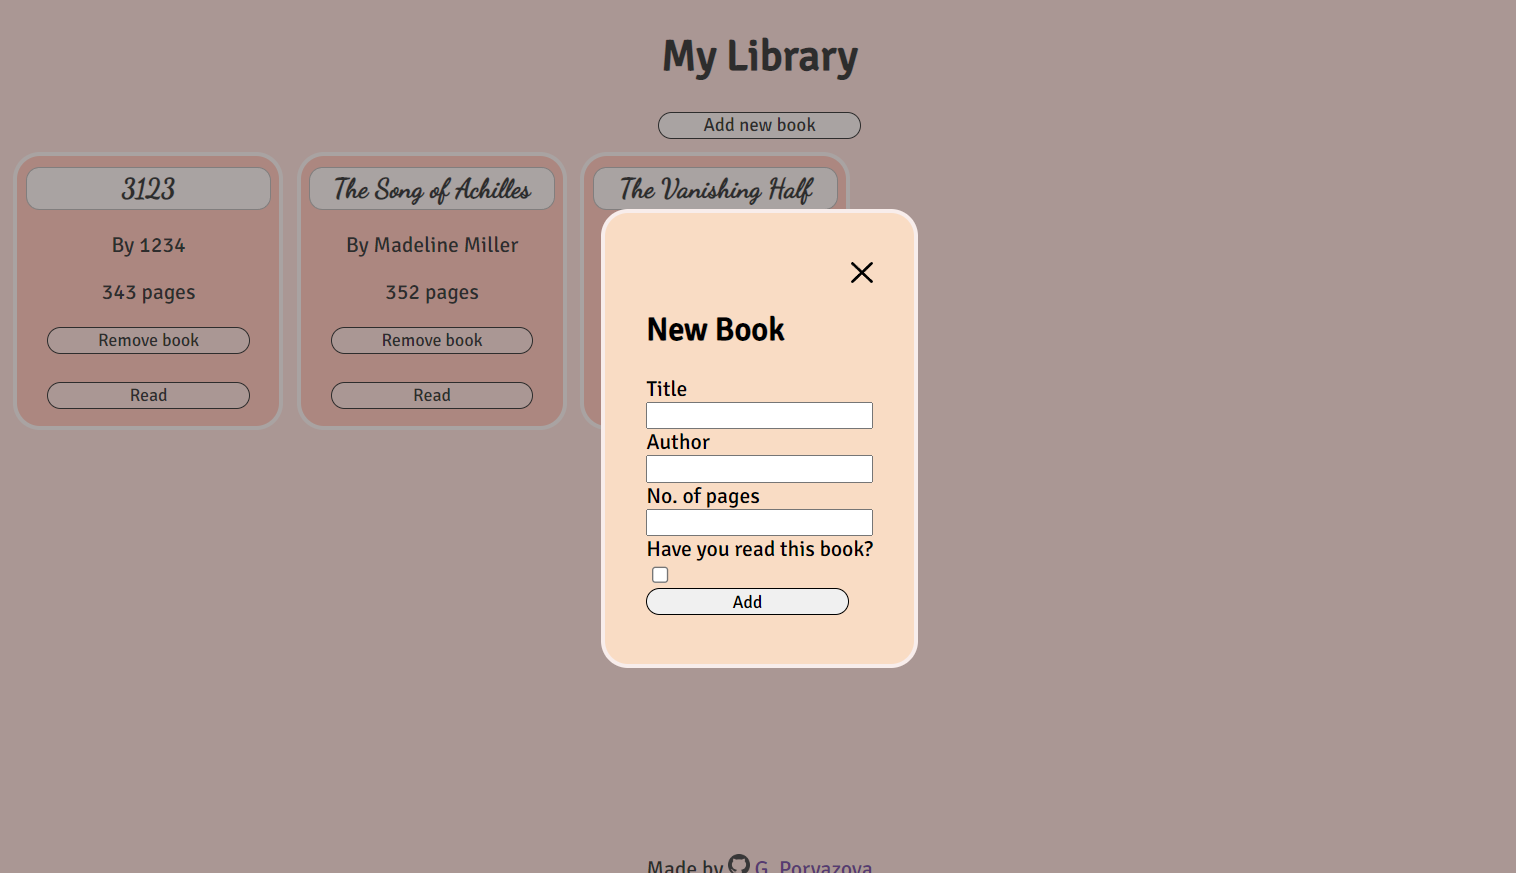 My Library
Add new book
3123
By 1234
343 pages
Remove book
Read
The Song of Achilles
By Madeline Miller
352 pages
Remove book
Read
The Vanishing Half
New Book
Title
Author
No. of pages
Have you read this book?
Add
Made by G. Poryazova